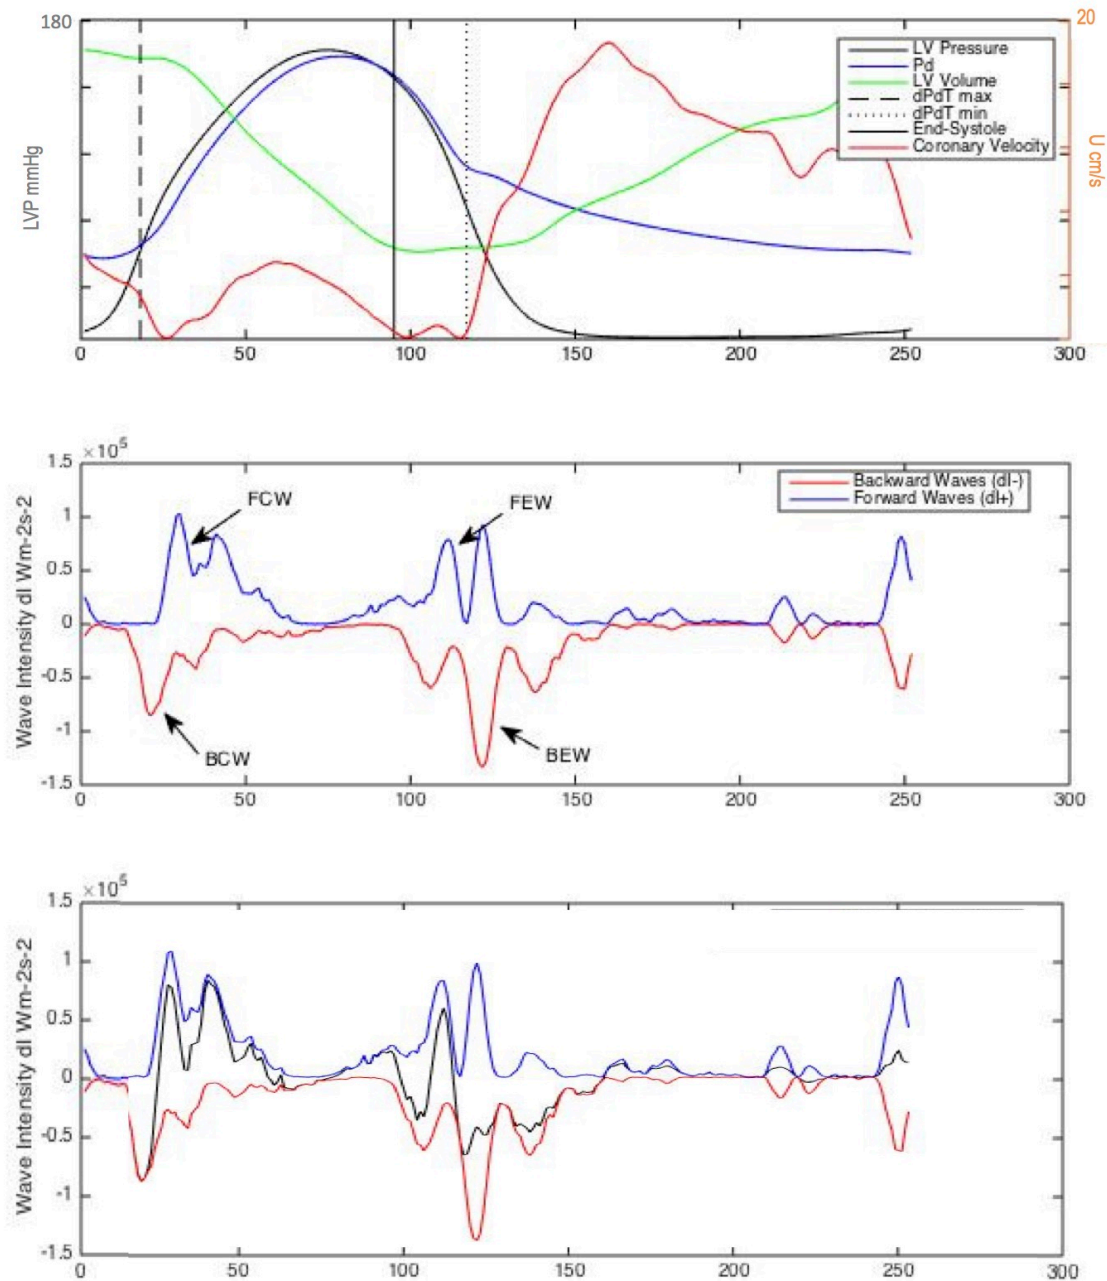 180
20
LVP mmHg
U cm/s
LV Pressure
Pd
LV Volume
dPdT max
dPdT min
End-Systole
Coronary Velocity
0 50 100 150 200 250 300
×10^5
Wave Intensity dI Wm-2s-2
1.5
1
0.5
0
-0.5
-1
-1.5
Backward Waves (dI-)
Forward Waves (dI+)
FCW
FEW
BCW
BEW
0 50 100 150 200 250 300
×10^5
Wave Intensity dI Wm-2s-2
1.5
1
0.5
0
-0.5
-1
-1.5
0 50 100 150 200 250 300